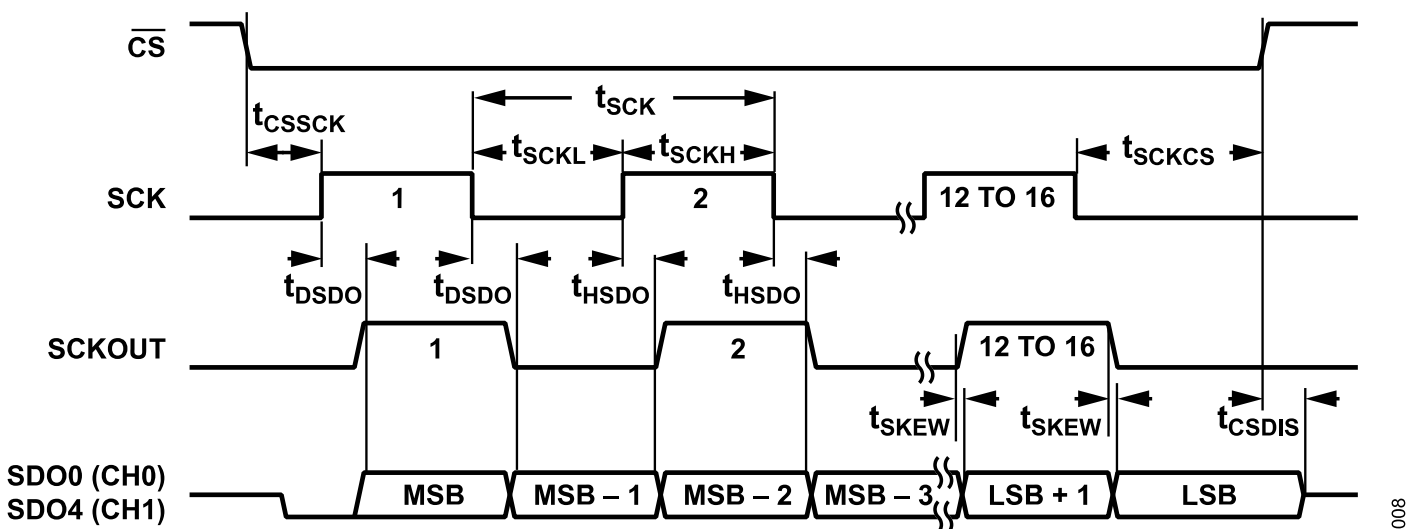 CS
tSCK
tCSSCK
tSCKL tSCKH tSCKCS
SCK 1 2 12 TO 16
tDSDO tDSDO tHSDO tHSDO
SCKOUT 1 2 12 TO 16
tSKEW tSKEW tCSDIS
SDO0 (CH0)
SDO4 (CH1)
MSB MSB – 1 MSB – 2 MSB – 3 LSB + 1 LSB
008